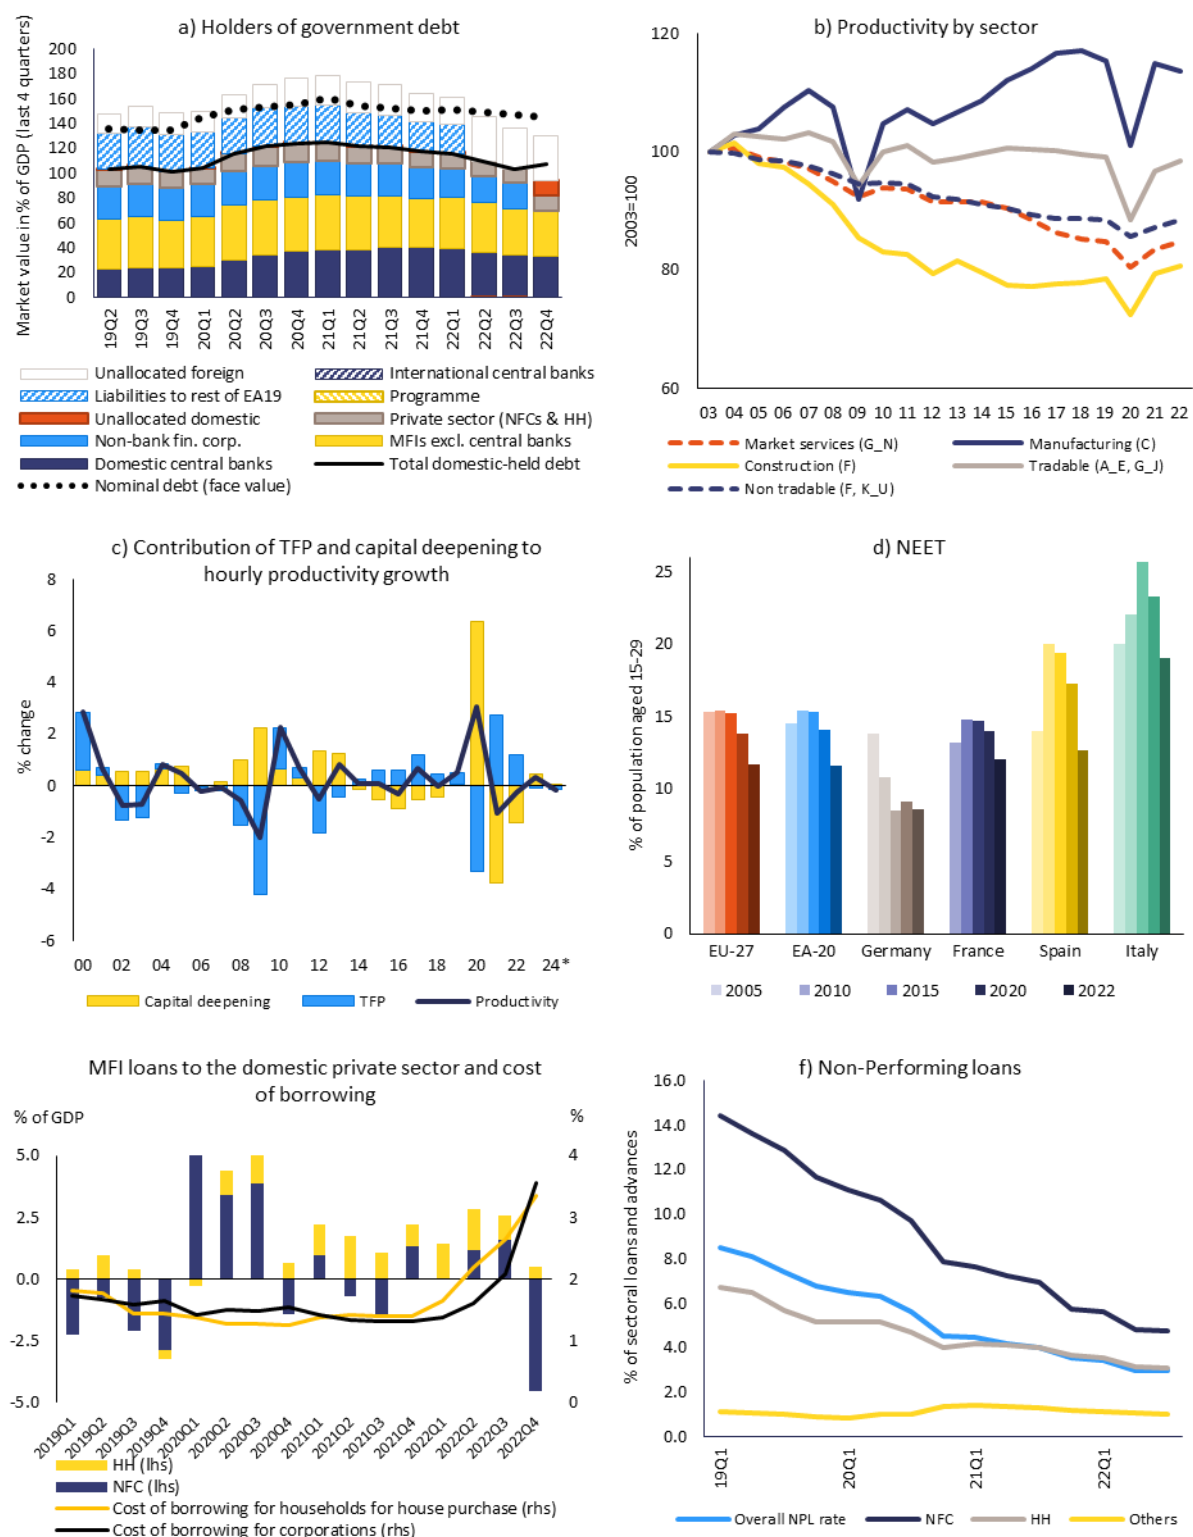 a) Holders of government debt
Market value in % of GDP (last 4 quarters)
200
180
160
140
120
100
80
60
40
20
0
19Q2
19Q3
19Q4
20Q1
20Q2
20Q3
20Q4
21Q1
21Q2
21Q3
21Q4
22Q1
22Q2
22Q3
22Q4
Unallocated foreign
International central banks
Liabilities to rest of EA19
Programme
Unallocated domestic
Private sector (NFCs & HH)
Non-bank fin. corp.
MFIs excl. central banks
Domestic central banks
Total domestic-held debt
Nominal debt (face value)
b) Productivity by sector
2003=100
120
100
80
60
03 04 05 06 07 08 09 10 11 12 13 14 15 16 17 18 19 20 21 22
Market services (G_N)
Manufacturing (C)
Construction (F)
Tradable (A_E, G_J)
Non tradable (F, K_U)
c) Contribution of TFP and capital deepening to
hourly productivity growth
% change
8
6
4
2
0
-2
-4
-6
00 02 04 06 08 10 12 14 16 18 20 22 24*
Capital deepening
TFP
Productivity
d) NEET
% of population aged 15-29
25
20
15
10
5
0
EU-27 EA-20 Germany France Spain Italy
2005 2010 2015 2020 2022
MFI loans to the domestic private sector and cost
of borrowing
% of GDP
%
5.0
2.5
0.0
-2.5
-5.0
4
3
2
1
0
2019Q1
2019Q2
2019Q3
2019Q4
2020Q1
2020Q2
2020Q3
2020Q4
2021Q1
2021Q2
2021Q3
2021Q4
2022Q1
2022Q2
2022Q3
2022Q4
HH (lhs)
NFC (lhs)
Cost of borrowing for households for house purchase (rhs)
Cost of borrowing for corporations (rhs)
f) Non-Performing loans
% of sectoral loans and advances
16.0
14.0
12.0
10.0
8.0
6.0
4.0
2.0
0.0
19Q1
20Q1
21Q1
22Q1
Overall NPL rate
NFC
HH
Others